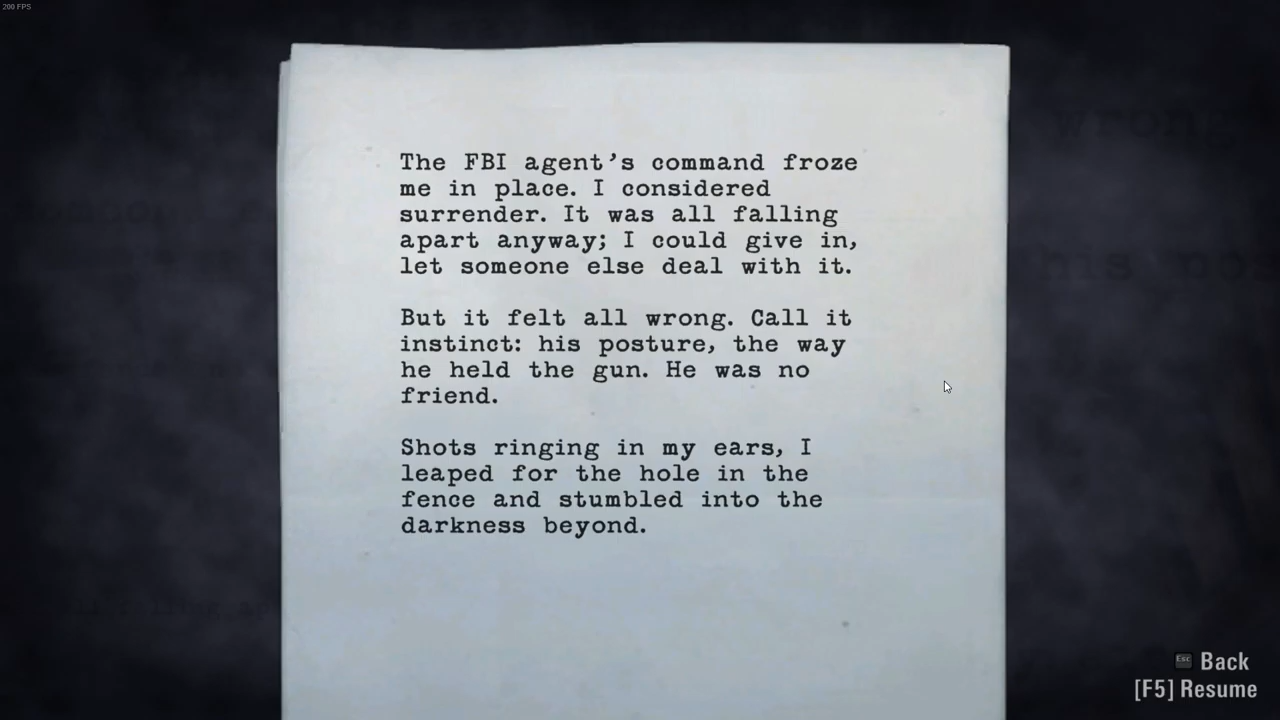 200 FPS
The FBI agent's command froze
me in place. I considered
surrender. It was all falling
apart anyway; I could give in,
let someone else deal with it.
But it felt all wrong. Call it
instinct: his posture, the way
he held the gun. He was no
friend.
Shots ringing in my ears, I
leaped for the hole in the
fence and stumbled into the
darkness beyond.
wrong
his
Esc Back
[F5] Resume